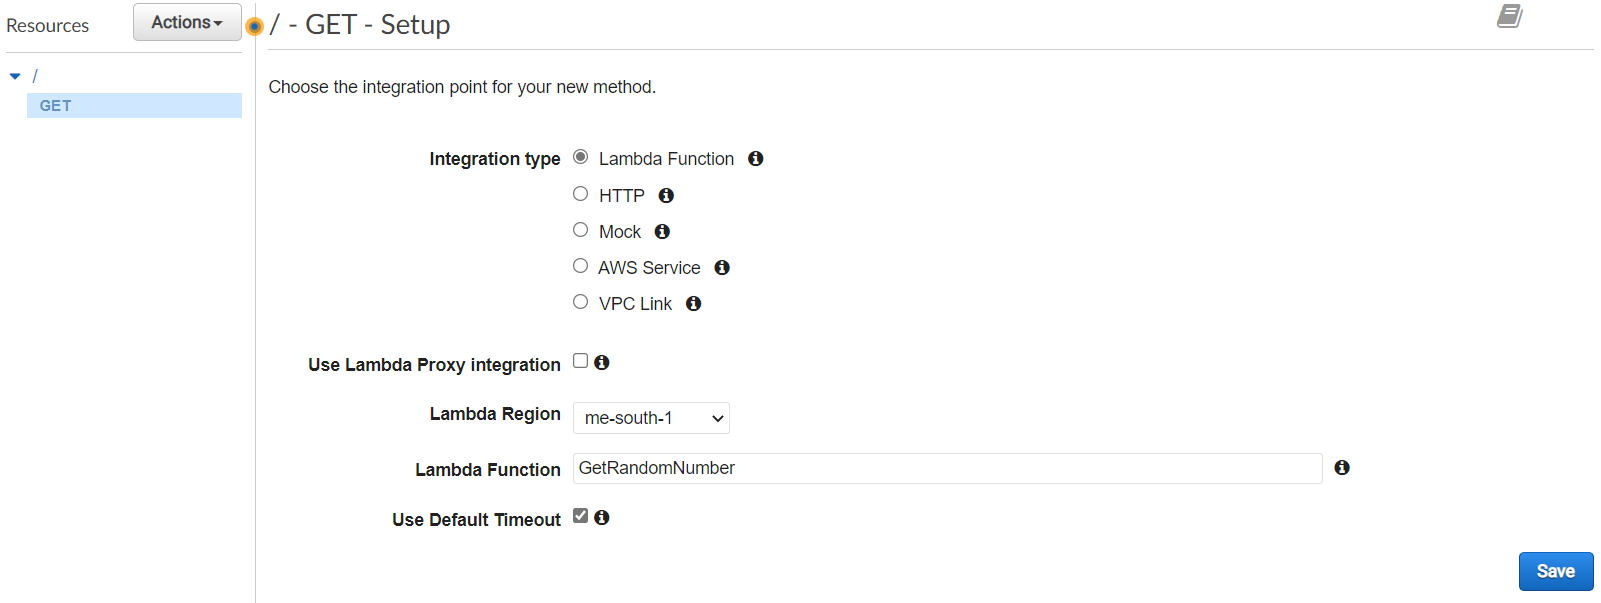 Resources
Actions
/ - GET - Setup
/
GET
Choose the integration point for your new method.
Integration type
Lambda Function
HTTP
Mock
AWS Service
VPC Link
Use Lambda Proxy integration
Lambda Region
me-south-1
Lambda Function
GetRandomNumber
Use Default Timeout
Save